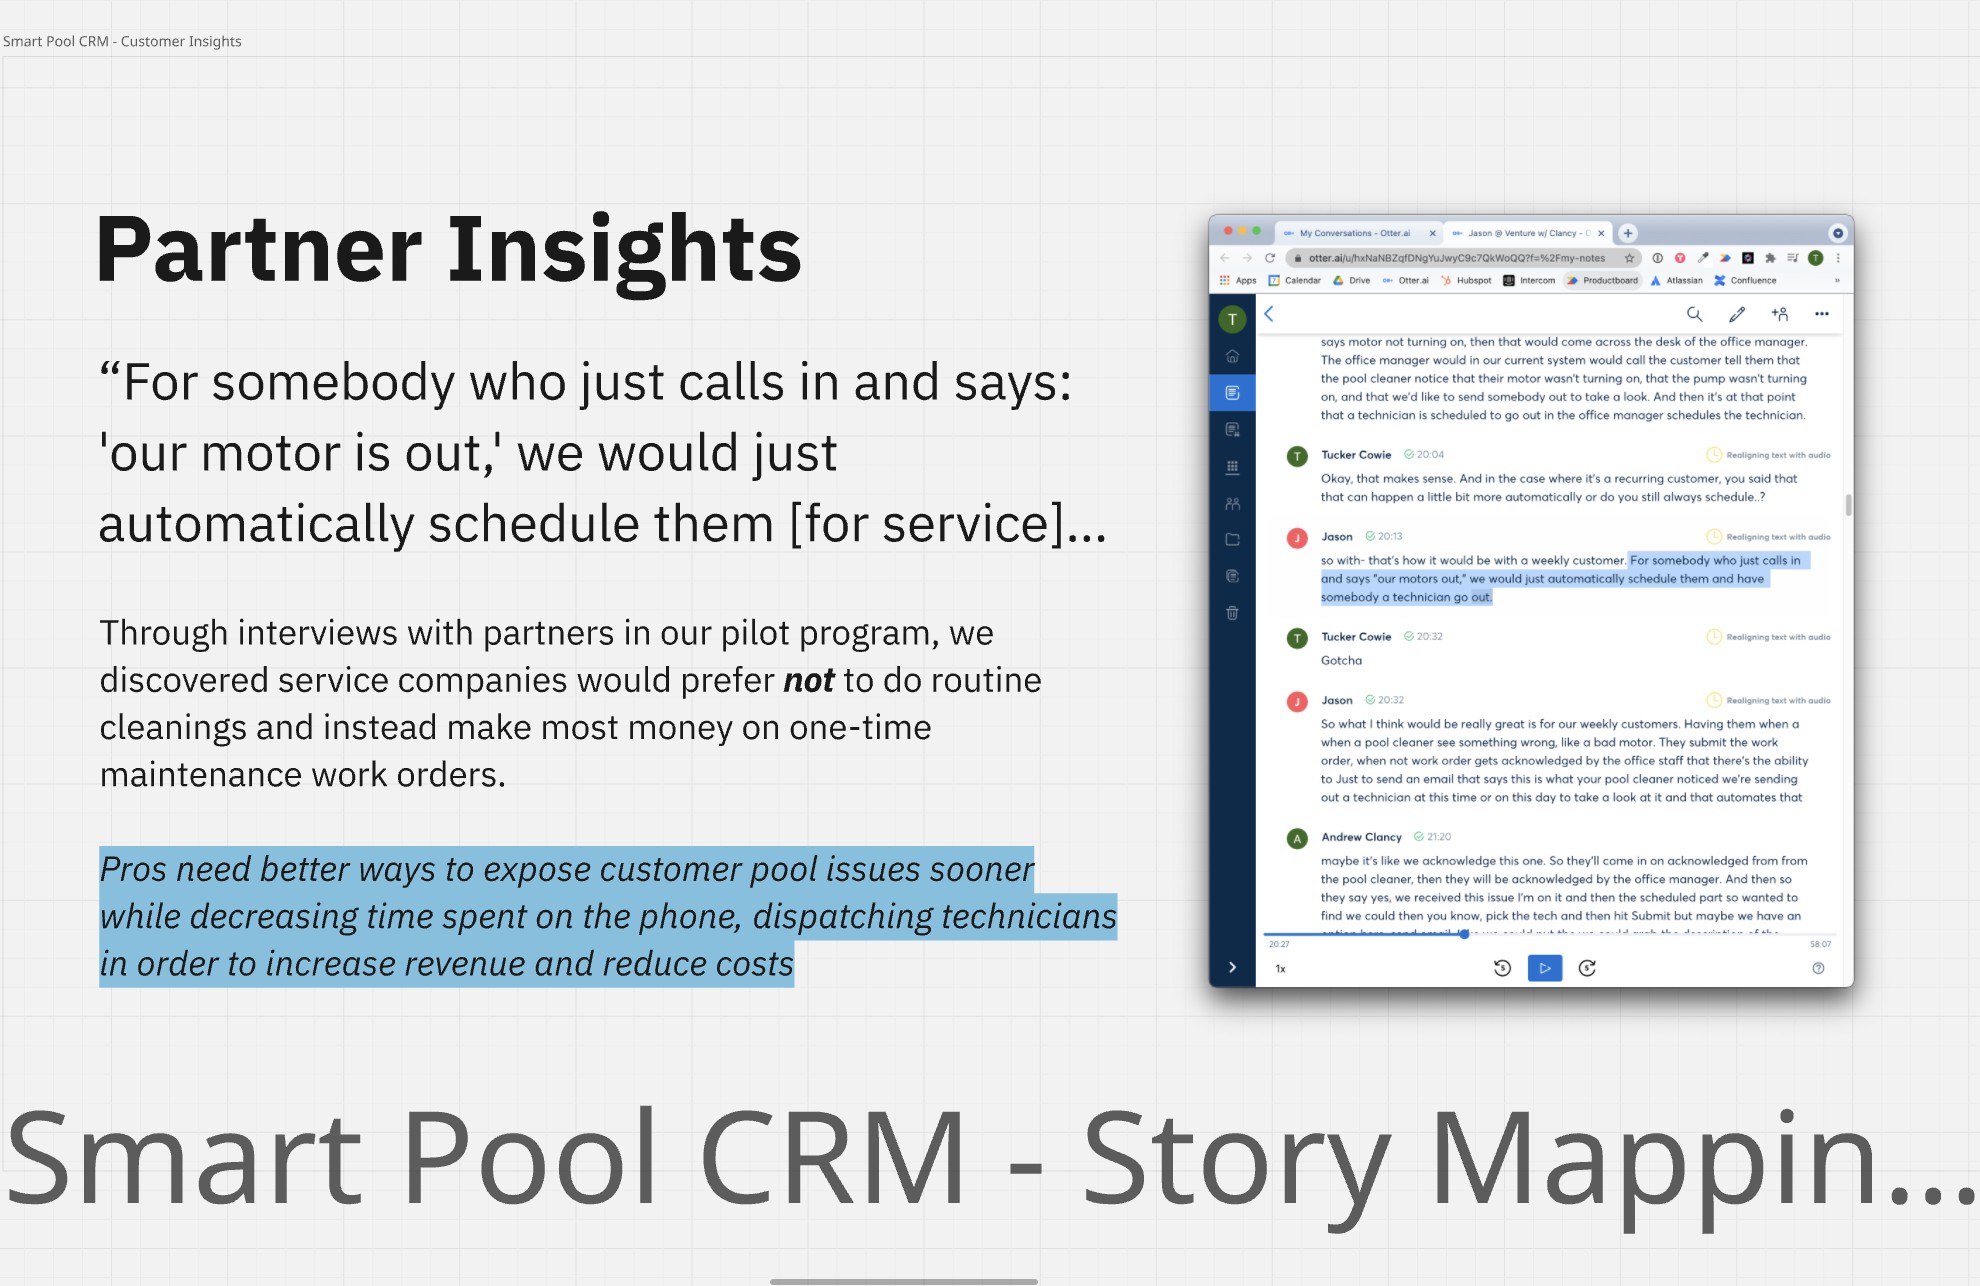 Smart Pool CRM - Customer Insights
Partner Insights
“For somebody who just calls in and says:
'our motor is out,' we would just
automatically schedule them [for service]...
Through interviews with partners in our pilot program, we
discovered service companies would prefer not to do routine
cleanings and instead make most money on one-time
maintenance work orders.
Pros need better ways to expose customer pool issues sooner
while decreasing time spent on the phone, dispatching technicians
in order to increase revenue and reduce costs
My Conversations - Otter.ai
Jason @ Venture w/ Clancy -
otter.ai/u/hxNaNBZqfDNgYuJwyC9c7QkWoQQ?f=%2Fmy-notes
Apps Calendar Drive Otter.ai Hubspot Intercom Productboard Atlassian Confluence »
T
says motor not turning on, then that would come across the desk of the office manager.
The office manager would in our current system would call the customer tell them that
the pool cleaner notice that their motor wasn't turning on, that the pump wasn't turning
on, and that we'd like to send somebody out to take a look. And then it's at that point
that a technician is scheduled to go out in the office manager schedules the technician.
T Tucker Cowie 20:04 Realigning text with audio
Okay, that makes sense. And in the case where it's a recurring customer, you said that
that can happen a little bit more automatically or do you still always schedule..?
J Jason 20:13 Realigning text with audio
so with- that's how it would be with a weekly customer. For somebody who just calls in
and says "our motors out," we would just automatically schedule them and have
somebody a technician go out.
T Tucker Cowie 20:32 Realigning text with audio
Gotcha
J Jason 20:32 Realigning text with audio
So what I think would be really great is for our weekly customers. Having them when a
when a pool cleaner see something wrong, like a bad motor. They submit the work
order, when not work order gets acknowledged by the office staff that there's the ability
to Just to send an email that says this is what your pool cleaner noticed we're sending
out a technician at this time or on this day to take a look at it and that automates that
A Andrew Clancy 21:20
maybe it's like we acknowledge this one. So they'll come in on acknowledged from from
the pool cleaner, then they will be acknowledged by the office manager. And then so
they say yes, we received this issue I'm on it and then the scheduled part so wanted to
find we could then you know, pick the tech and then hit Submit but maybe we have an
20:27 58:07
1x 5 5
Smart Pool CRM - Story Mappin...